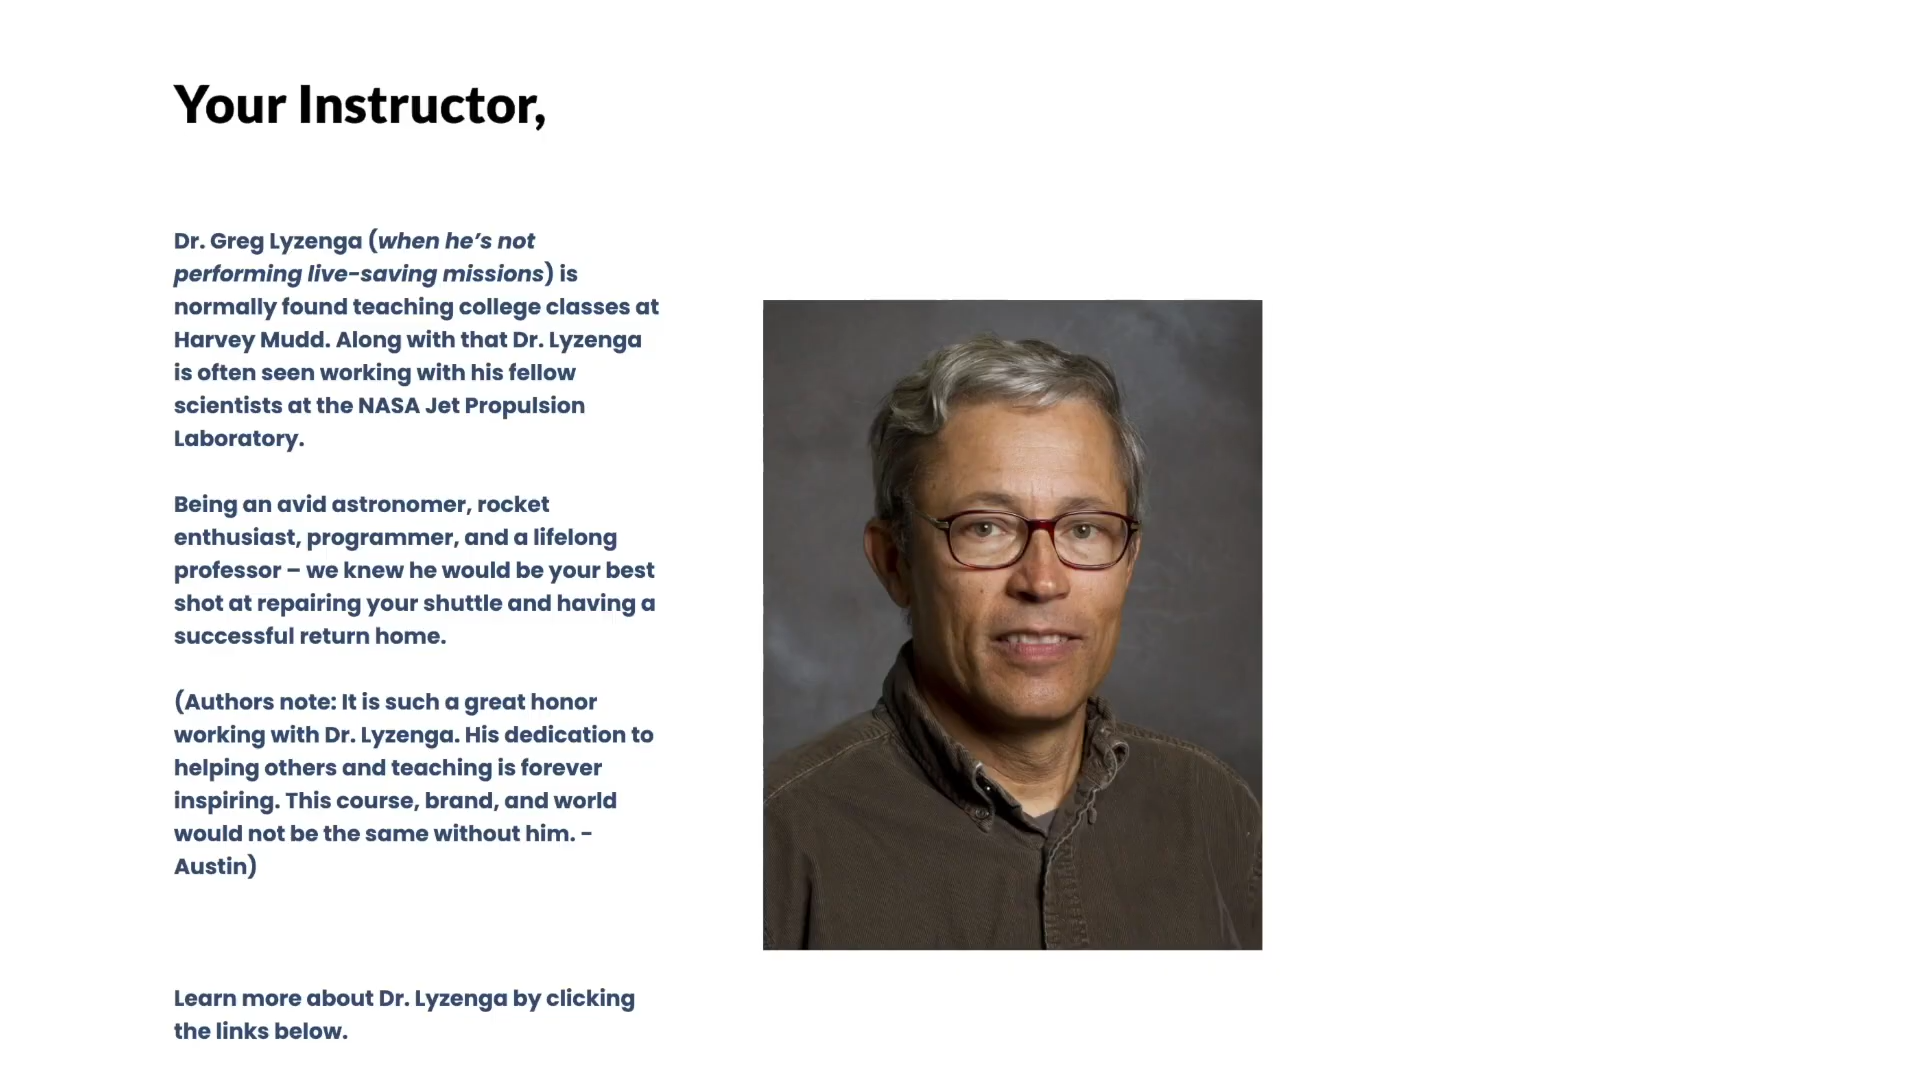 Your Instructor,
Dr. Greg Lyzenga (when he’s not
performing live-saving missions) is
normally found teaching college classes at
Harvey Mudd. Along with that Dr. Lyzenga
is often seen working with his fellow
scientists at the NASA Jet Propulsion
Laboratory.
Being an avid astronomer, rocket
enthusiast, programmer, and a lifelong
professor – we knew he would be your best
shot at repairing your shuttle and having a
successful return home.
(Authors note: It is such a great honor
working with Dr. Lyzenga. His dedication to
helping others and teaching is forever
inspiring. This course, brand, and world
would not be the same without him. -
Austin)
Learn more about Dr. Lyzenga by clicking
the links below.